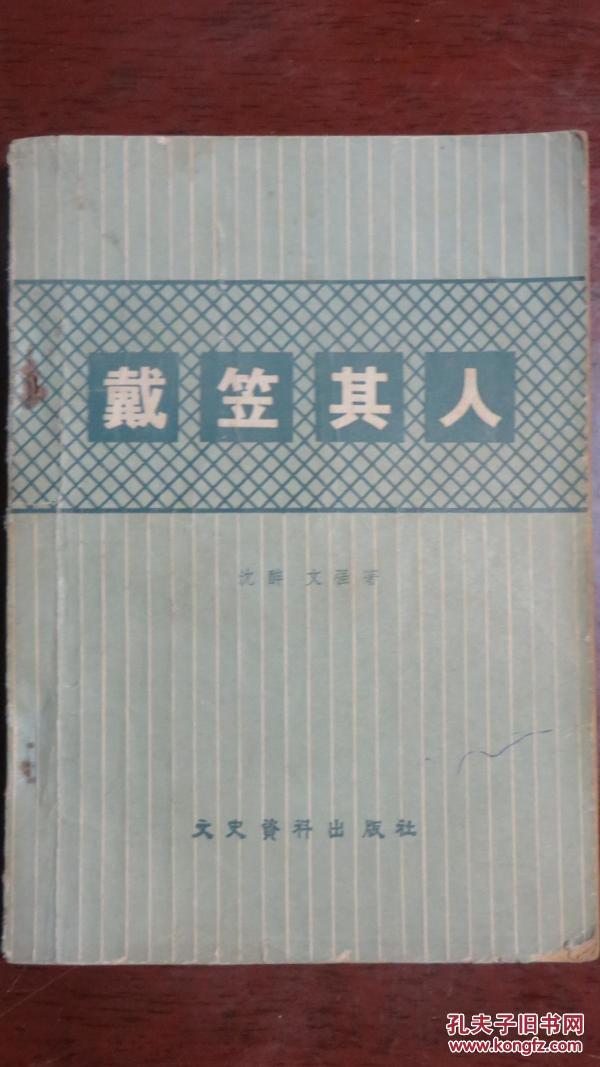 戴笠其人
沈醉 文强著
文史資料出版社
孔夫子旧书网
www.kongfz.com